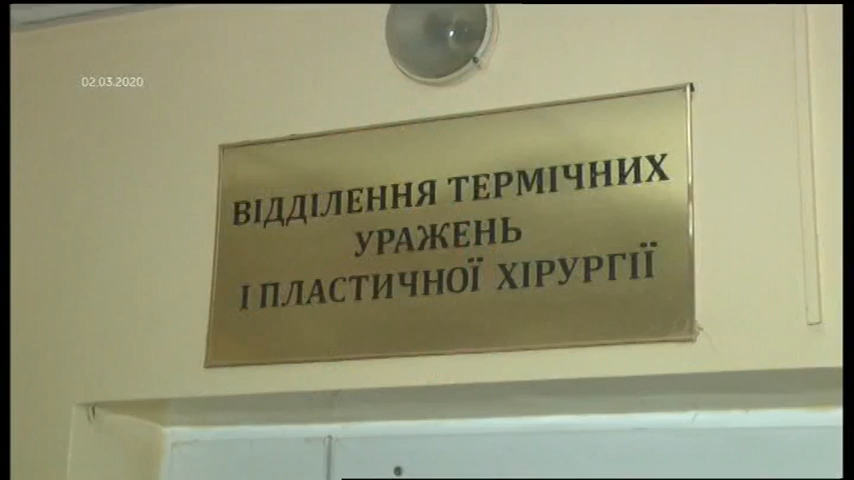 02.03.2020
ВІДДІЛЕННЯ ТЕРМІЧНИХ
УРАЖЕНЬ
І ПЛАСТИЧНОЇ ХІРУРГІЇ